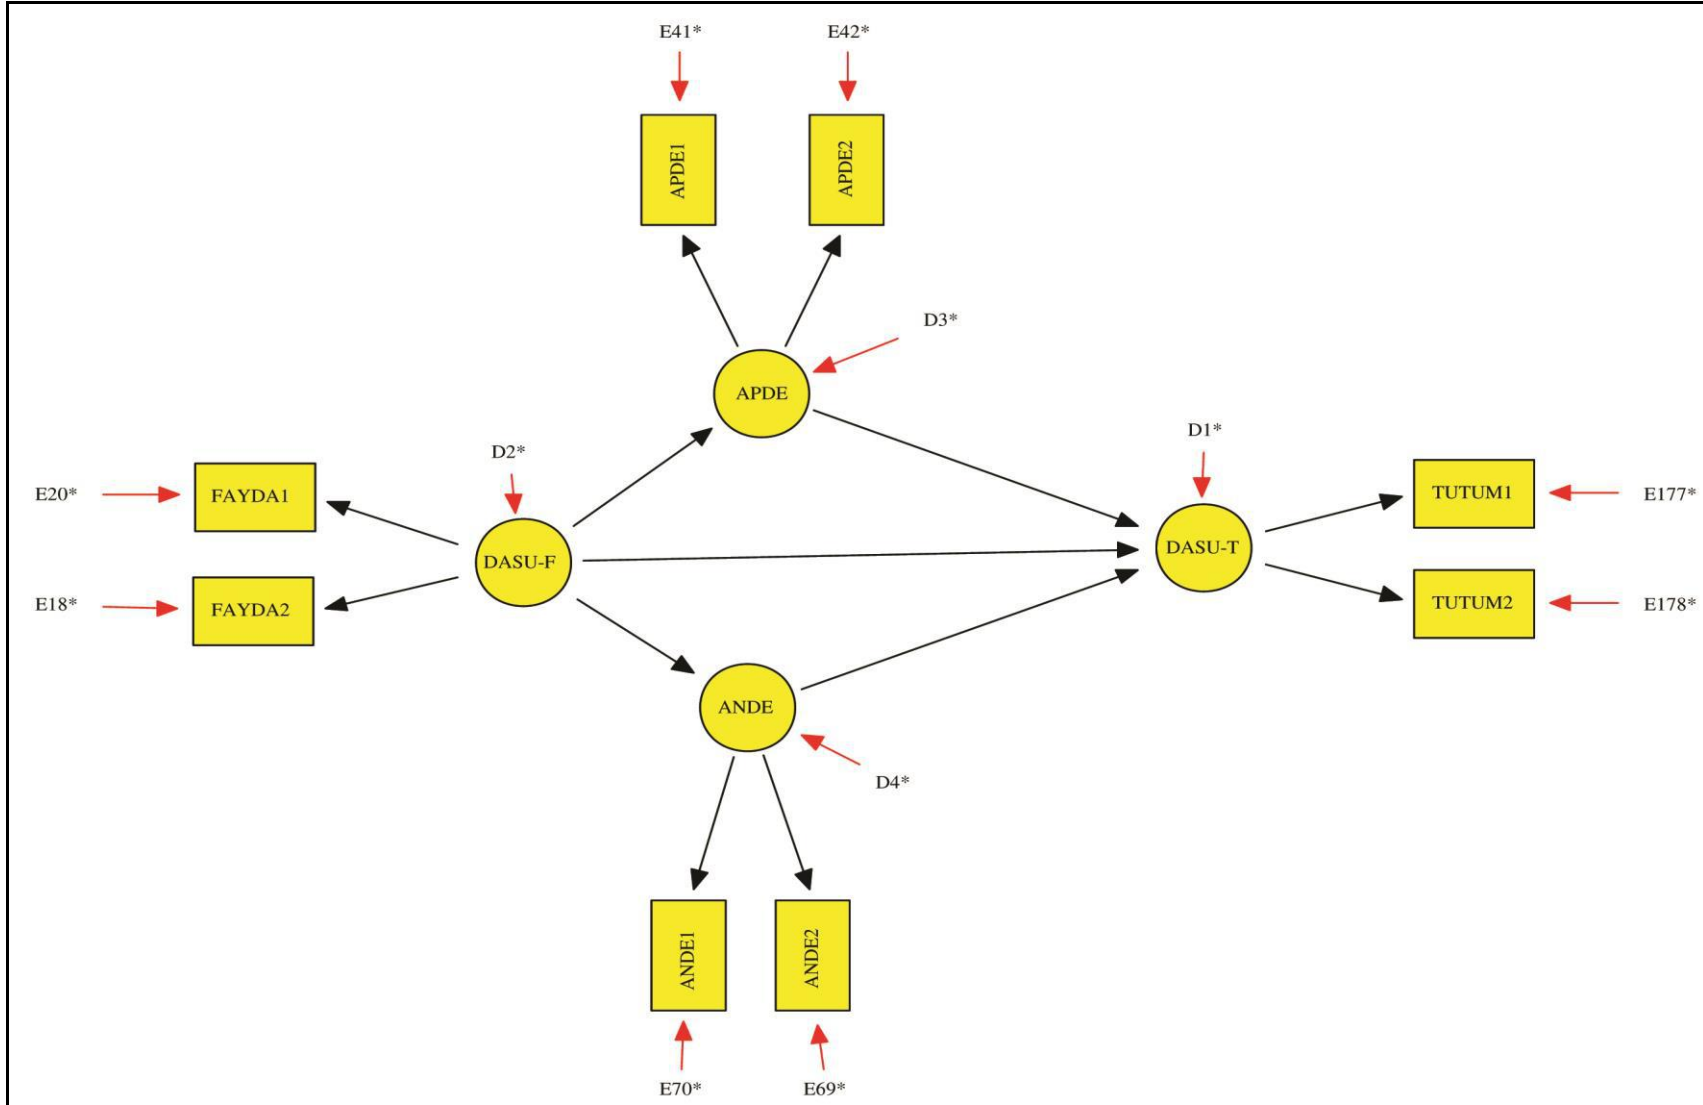 E41*
E42*
APDE1
APDE2
D3*
APDE
D1*
D2*
E20*
FAYDA1
TUTUM1
E177*
DASU-F
DASU-T
E18*
FAYDA2
TUTUM2
E178*
ANDE
D4*
ANDE1
ANDE2
E70*
E69*